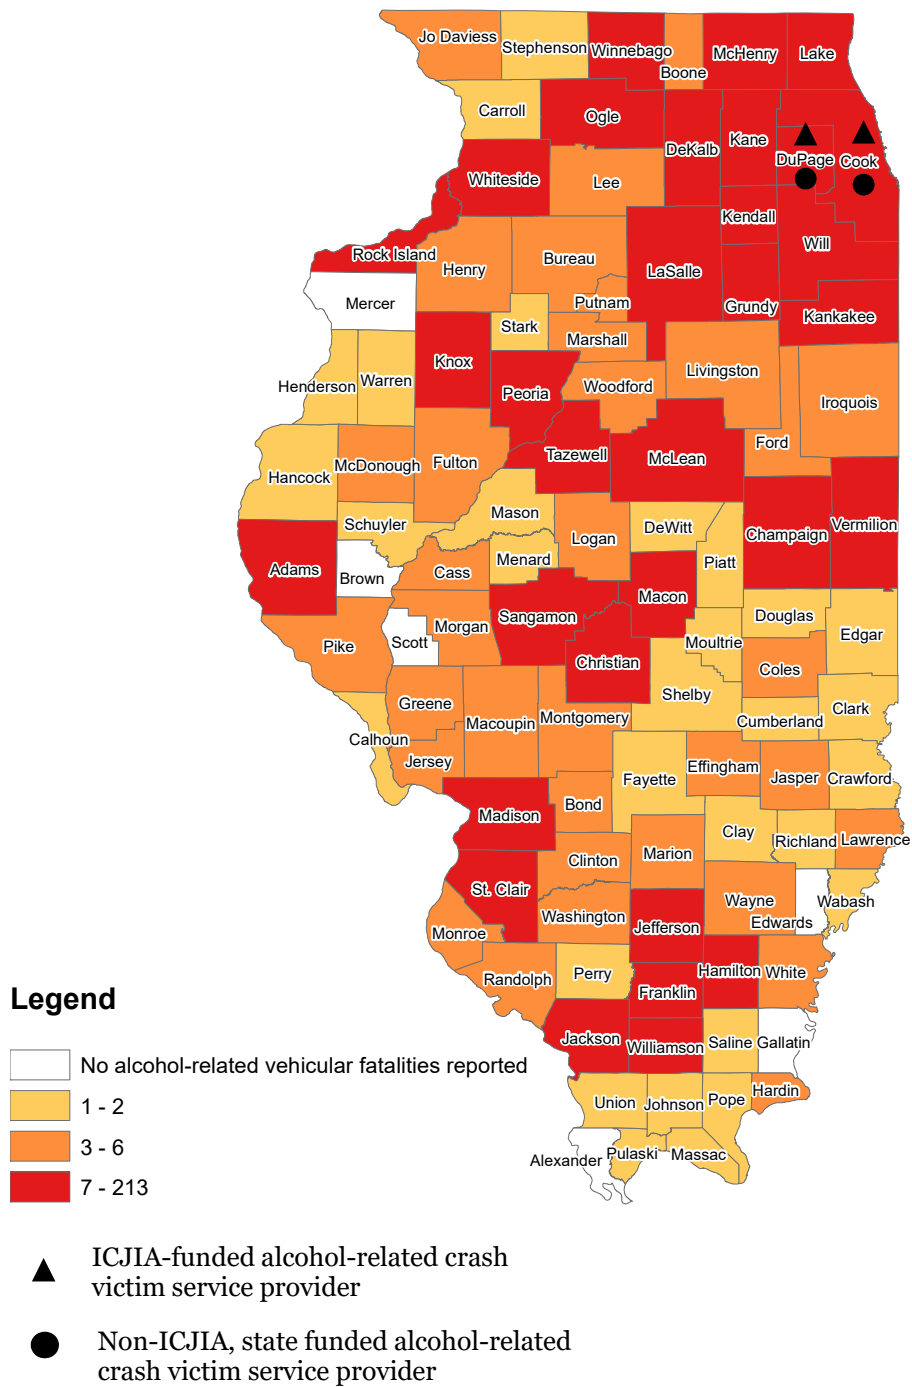 Jo Daviess
Stephenson
Winnebago
Boone
McHenry
Lake
Carroll
Ogle
DeKalb
Kane
DuPage
Cook
Whiteside
Lee
Kendall
Will
Rock Island
Henry
Bureau
LaSalle
Grundy
Mercer
Putnam
Kankakee
Stark
Marshall
Knox
Peoria
Woodford
Livingston
Henderson
Warren
Iroquois
Hancock
McDonough
Fulton
Tazewell
McLean
Ford
Mason
Schuyler
Logan
DeWitt
Champaign
Vermilion
Menard
Piatt
Adams
Brown
Cass
Macon
Sangamon
Douglas
Edgar
Morgan
Scott
Pike
Christian
Moultrie
Coles
Shelby
Greene
Macoupin
Montgomery
Cumberland
Clark
Calhoun
Jersey
Fayette
Effingham
Jasper
Crawford
Madison
Bond
Clay
Richland
Lawrence
Clinton
Marion
St. Clair
Wayne
Edwards
Wabash
Washington
Jefferson
Monroe
Randolph
Perry
Franklin
Hamilton
White
Jackson
Williamson
Saline
Gallatin
Union
Johnson
Pope
Hardin
Alexander
Pulaski
Massac
Legend
No alcohol-related vehicular fatalities reported
1 - 2
3 - 6
7 - 213
ICJIA-funded alcohol-related crash
victim service provider
Non-ICJIA, state funded alcohol-related
crash victim service provider